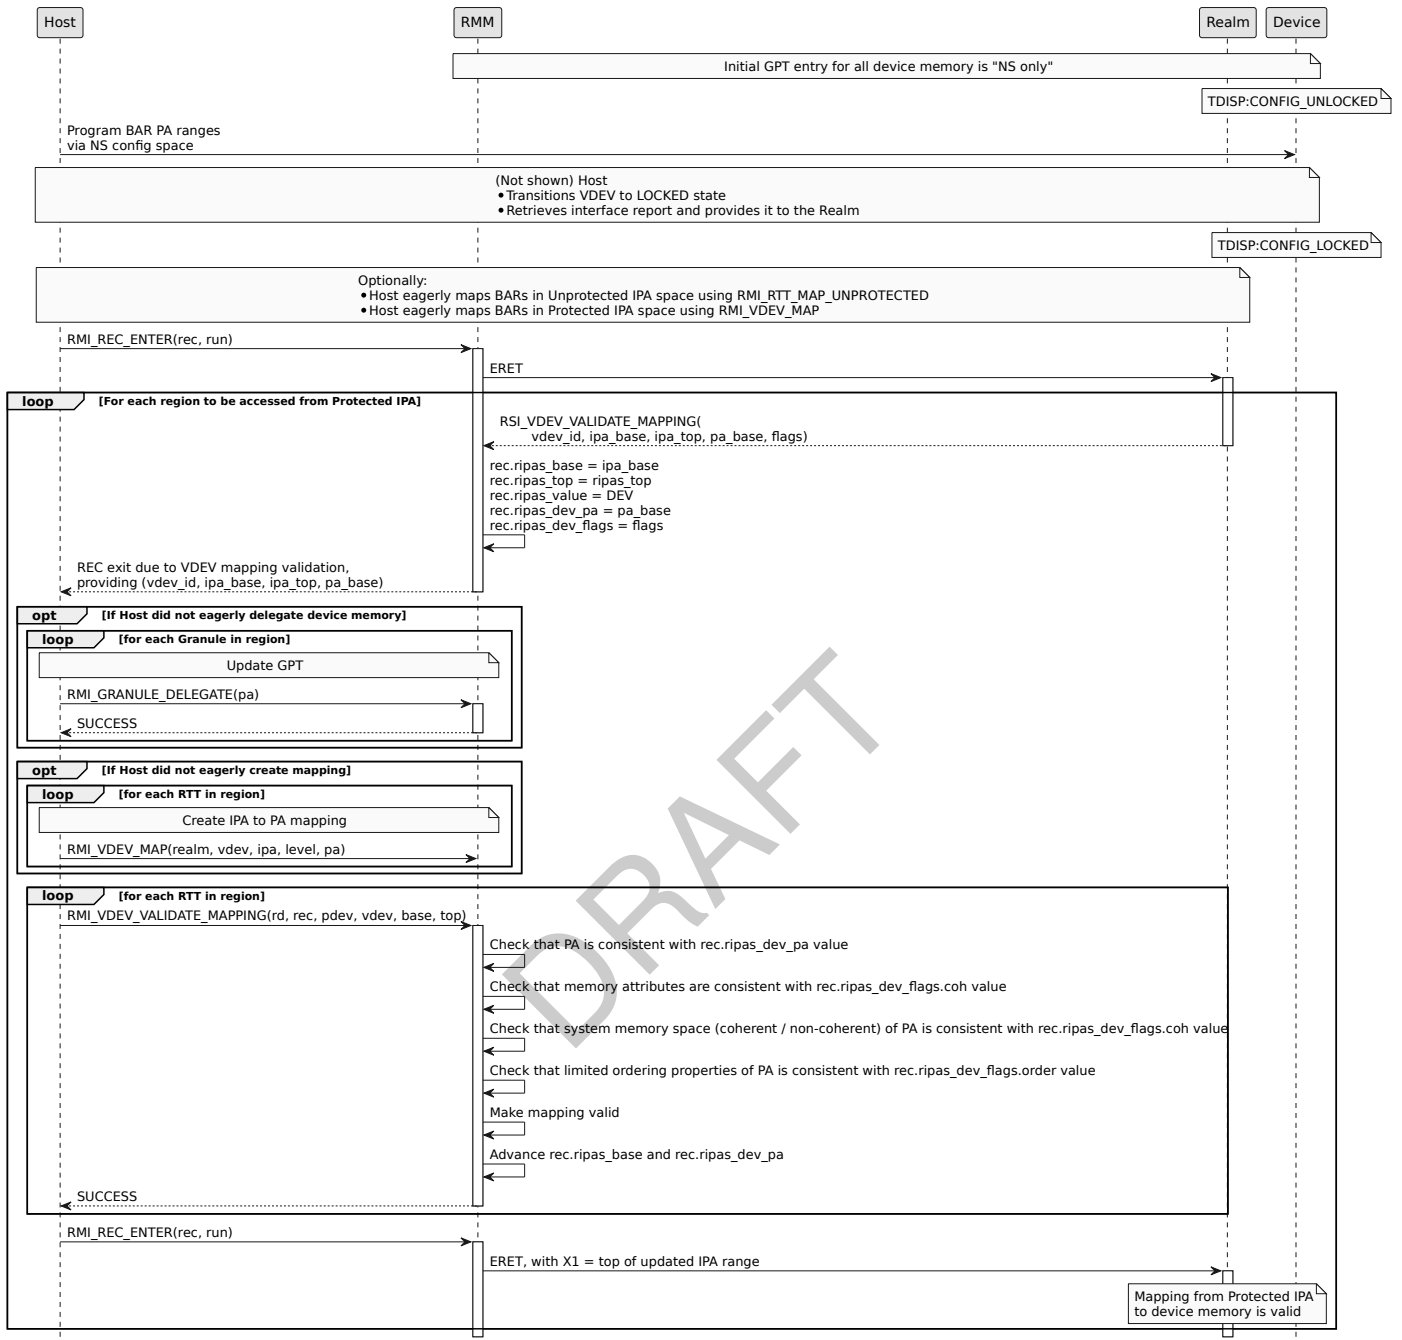 Host
RMM
Realm
Device
Initial GPT entry for all device memory is "NS only"
TDISP:CONFIG_UNLOCKED
Program BAR PA ranges
via NS config space
(Not shown) Host
•Transitions VDEV to LOCKED state
•Retrieves interface report and provides it to the Realm
TDISP:CONFIG_LOCKED
Optionally:
•Host eagerly maps BARs in Unprotected IPA space using RMI_RTT_MAP_UNPROTECTED
•Host eagerly maps BARs in Protected IPA space using RMI_VDEV_MAP
RMI_REC_ENTER(rec, run)
ERET
loop
[For each region to be accessed from Protected IPA]
RSI_VDEV_VALIDATE_MAPPING(
vdev_id, ipa_base, ipa_top, pa_base, flags)
rec.ripas_base = ipa_base
rec.ripas_top = ripas_top
rec.ripas_value = DEV
rec.ripas_dev_pa = pa_base
rec.ripas_dev_flags = flags
REC exit due to VDEV mapping validation,
providing (vdev_id, ipa_base, ipa_top, pa_base)
opt
[If Host did not eagerly delegate device memory]
loop
[for each Granule in region]
Update GPT
RMI_GRANULE_DELEGATE(pa)
SUCCESS
opt
[If Host did not eagerly create mapping]
loop
[for each RTT in region]
Create IPA to PA mapping
RMI_VDEV_MAP(realm, vdev, ipa, level, pa)
loop
[for each RTT in region]
RMI_VDEV_VALIDATE_MAPPING(rd, rec, pdev, vdev, base, top)
Check that PA is consistent with rec.ripas_dev_pa value
Check that memory attributes are consistent with rec.ripas_dev_flags.coh value
Check that system memory space (coherent / non-coherent) of PA is consistent with rec.ripas_dev_flags.coh value
Check that limited ordering properties of PA is consistent with rec.ripas_dev_flags.order value
Make mapping valid
Advance rec.ripas_base and rec.ripas_dev_pa
SUCCESS
RMI_REC_ENTER(rec, run)
ERET, with X1 = top of updated IPA range
Mapping from Protected IPA
to device memory is valid
DRAFT